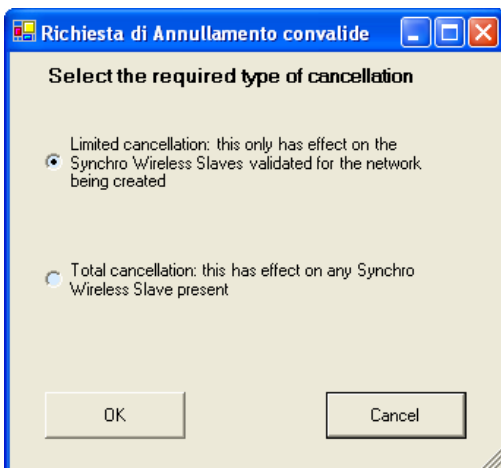 Richiesta di Annullamento convalide
Select the required type of cancellation
Limited cancellation: this only has effect on the
Synchro Wireless Slaves validated for the network
being created
Total cancellation: this has effect on any Synchro
Wireless Slave present
OK
Cancel